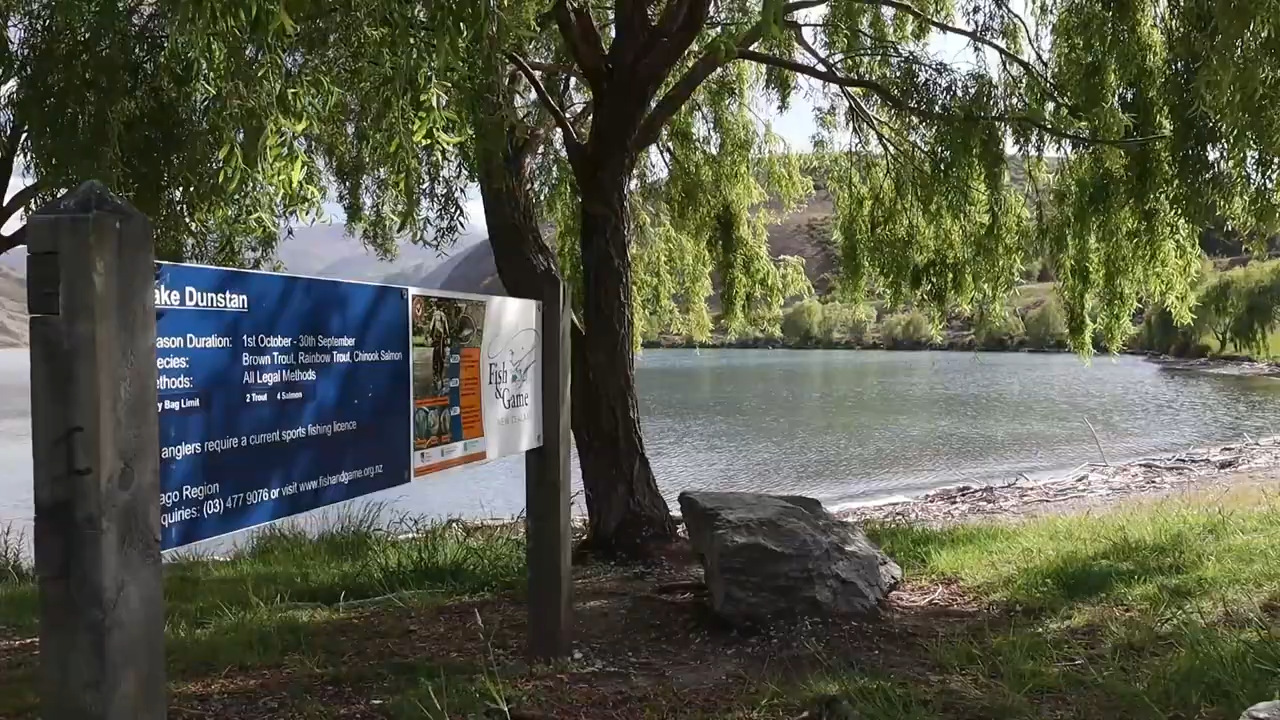 ake Dunstan
ason Duration: 1st October - 30th September
ecies: Brown Trout, Rainbow Trout, Chinook Salmon
ethods: All Legal Methods
y Bag Limit 2 Trout 4 Salmon
anglers require a current sports fishing licence
ago Region
quiries: (03) 477 9076 or visit www.fishandgame.org.nz
Fish
& Game